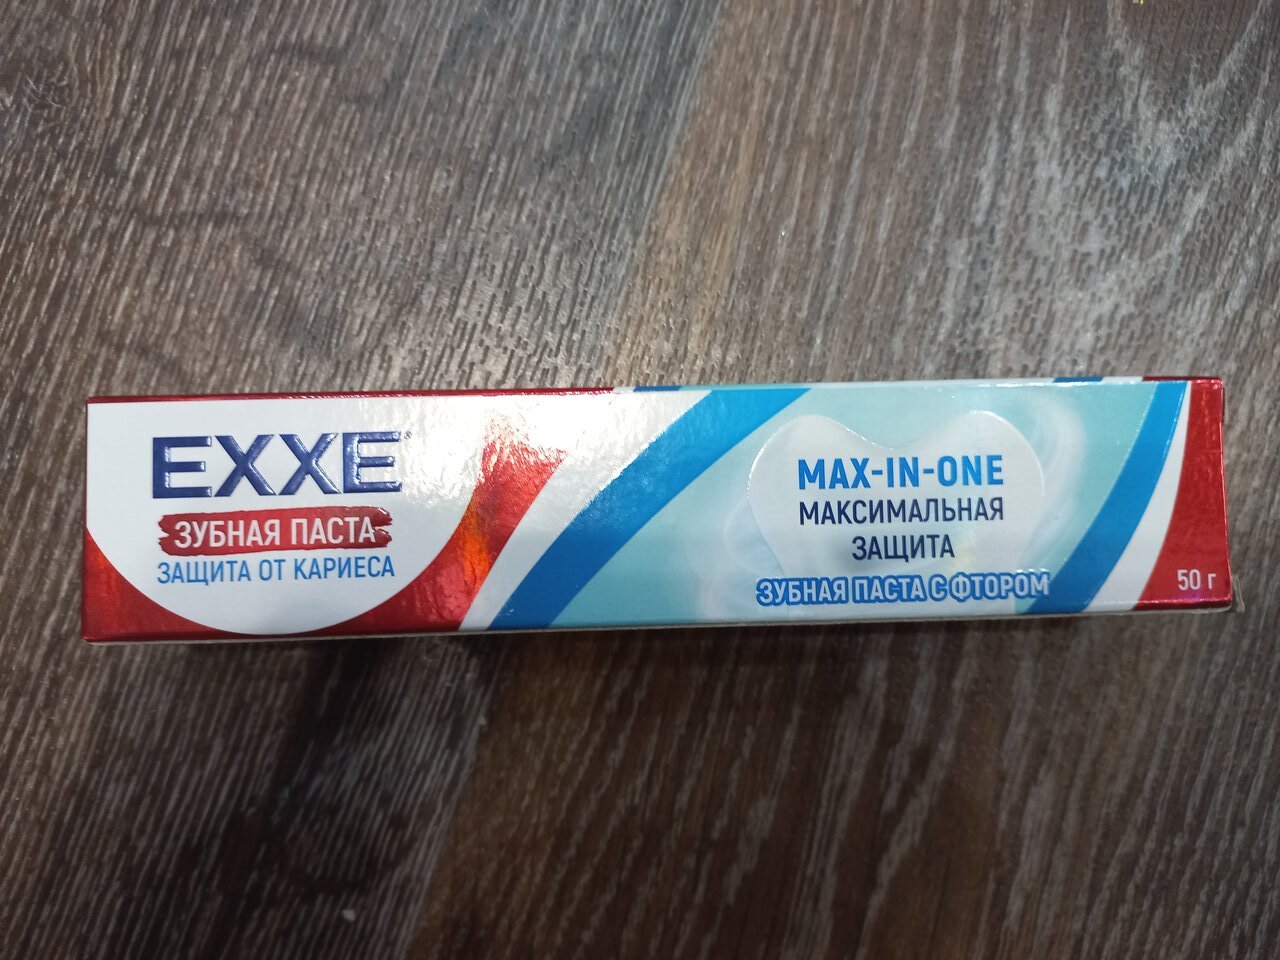 EXXE
ЗУБНАЯ ПАСТА
ЗАЩИТА ОТ КАРИЕСА
MAX-IN-ONE
МАКСИМАЛЬНАЯ
ЗАЩИТА
ЗУБНАЯ ПАСТА С ФТОРОМ
50 г